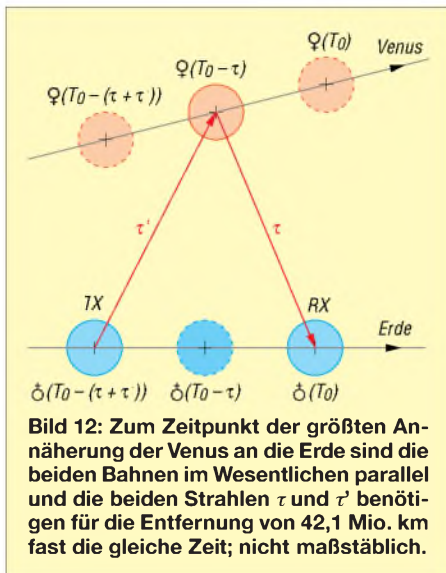 ♀(T₀)
Venus
♀(T₀ – τ)
♀(T₀ – (τ + τ'))
τ'
τ
TX
RX
Erde
♁(T₀ – (τ + τ'))
♁(T₀ – τ)
♁(T₀)
Bild 12: Zum Zeitpunkt der größten An-
näherung der Venus an die Erde sind die
beiden Bahnen im Wesentlichen parallel
und die beiden Strahlen τ und τ' benöti-
gen für die Entfernung von 42,1 Mio. km
fast die gleiche Zeit; nicht maßstäblich.